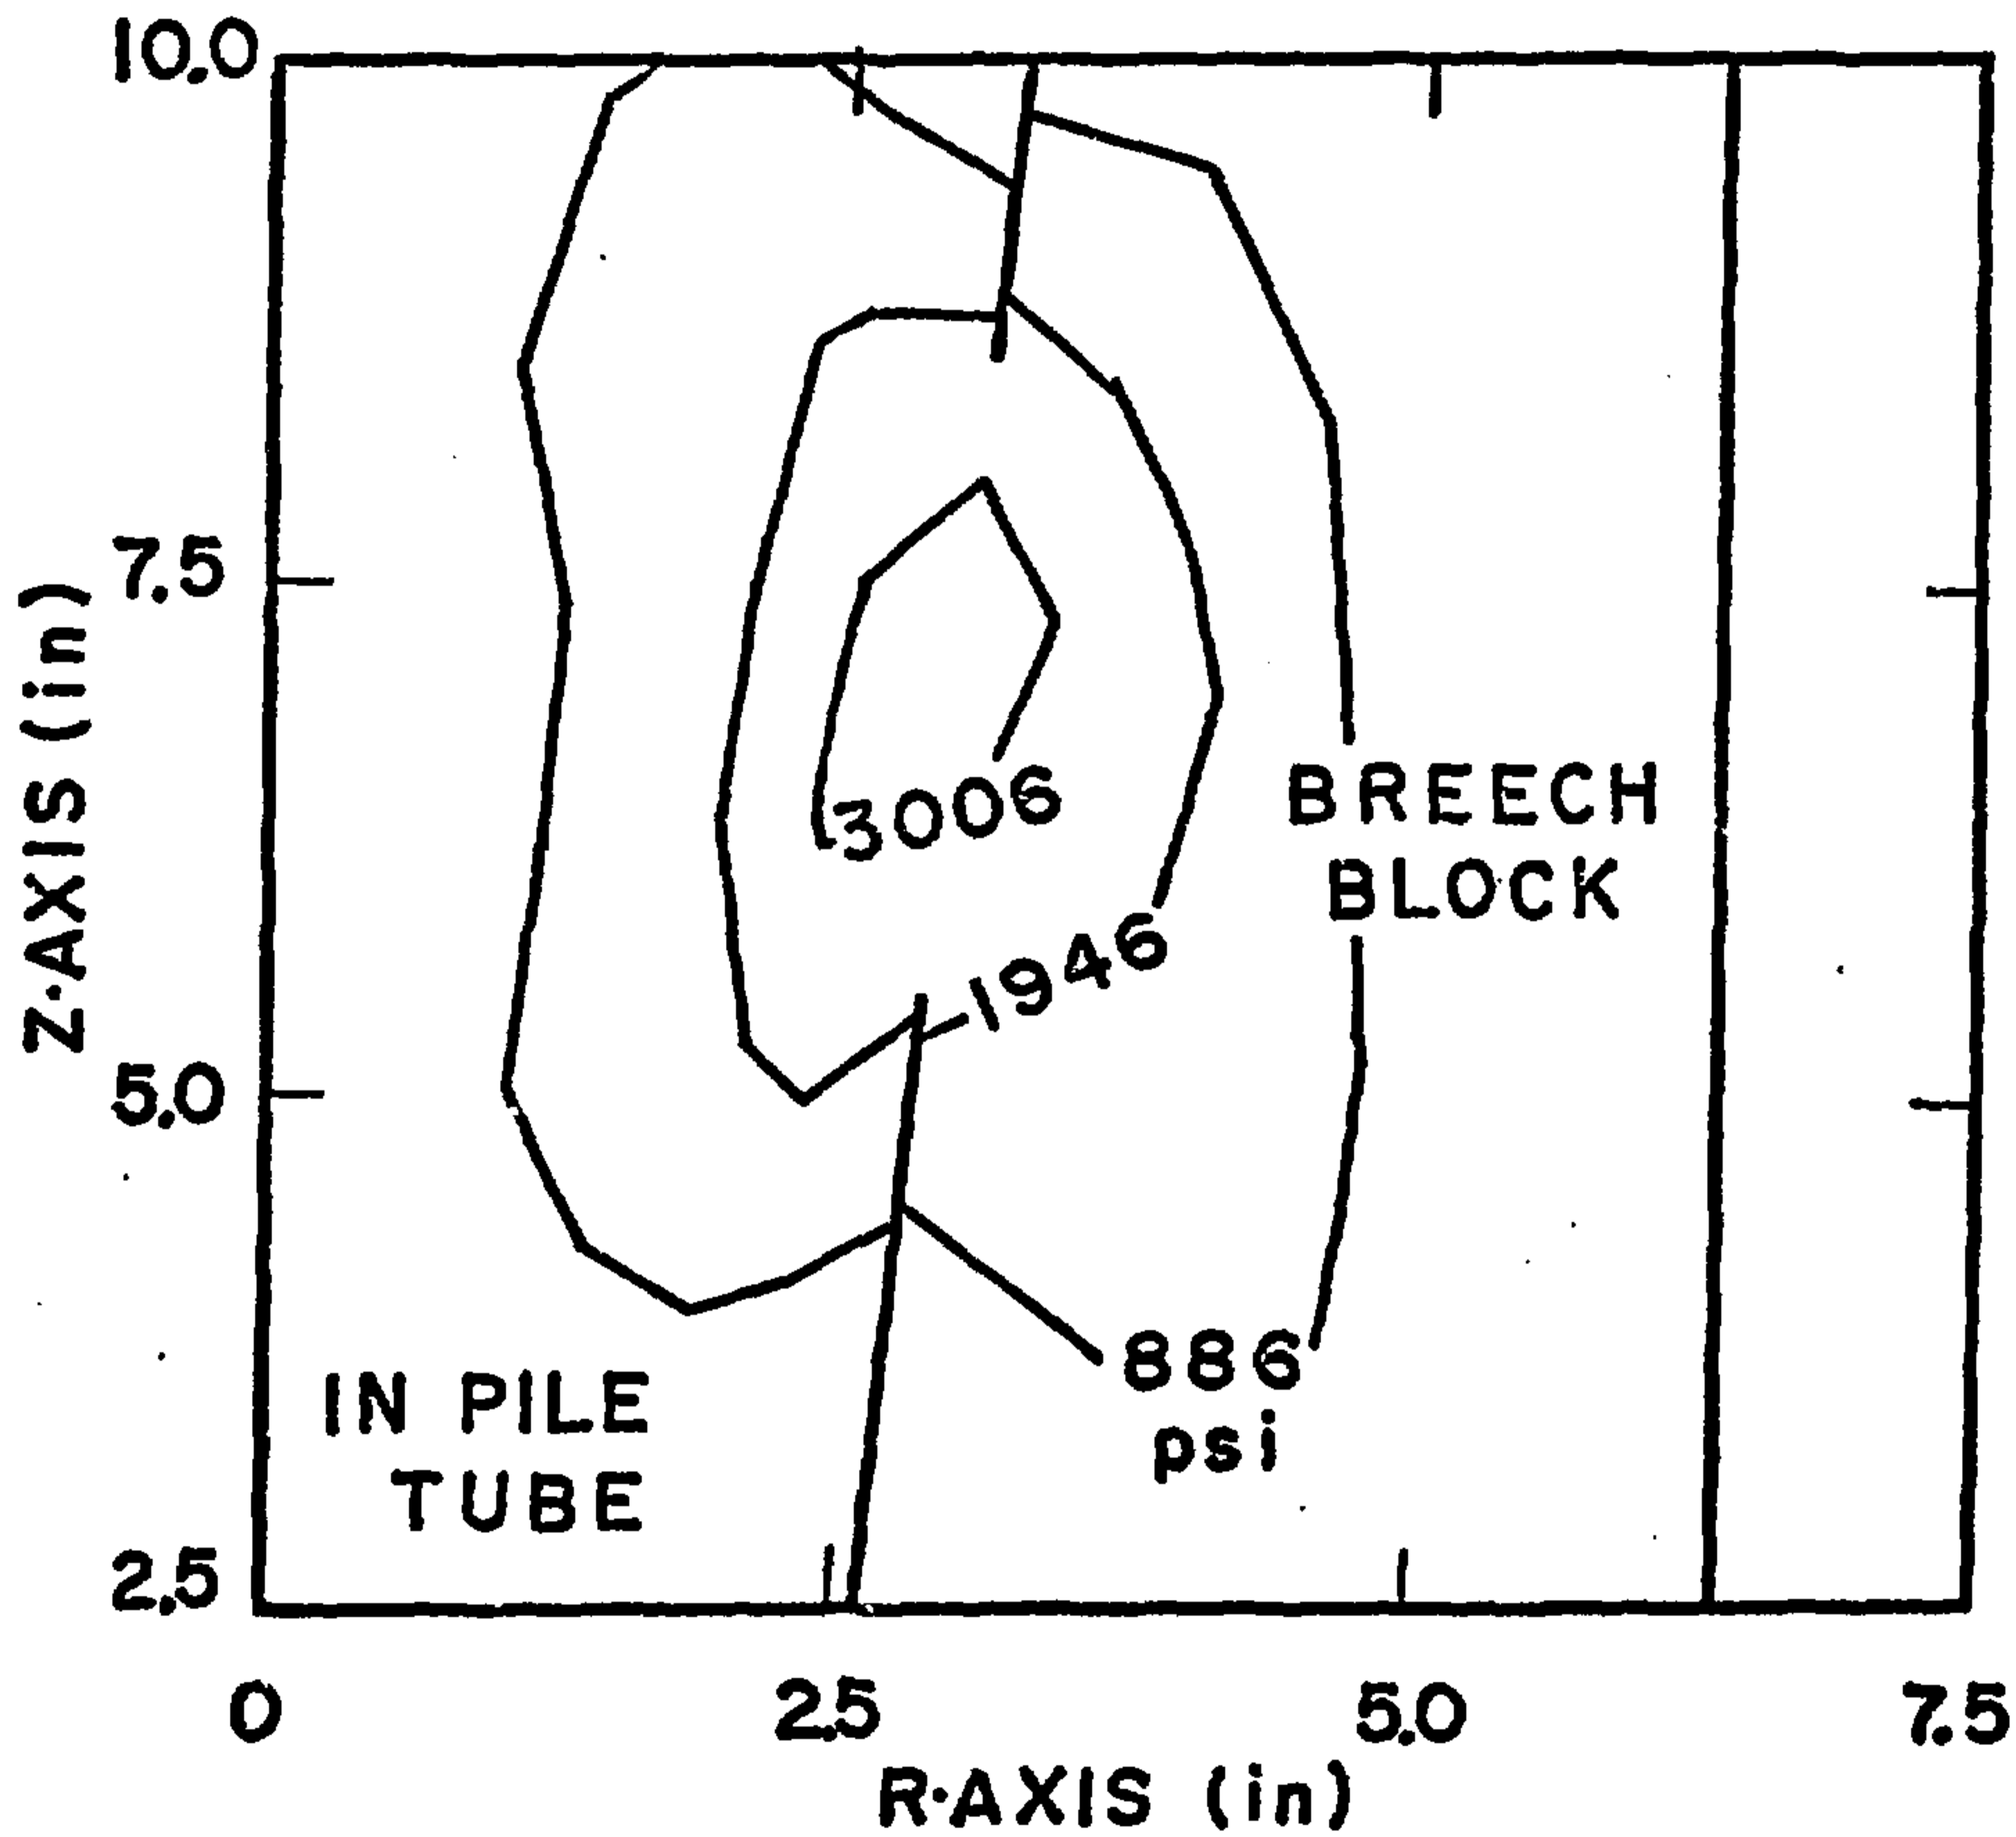 10.0
7.5
5.0
2.5
Z·AXIS (in)
3006
1946
886
psi
BREECH
BLOCK
IN PILE
TUBE
0
2.5
5.0
7.5
R·AXIS (in)